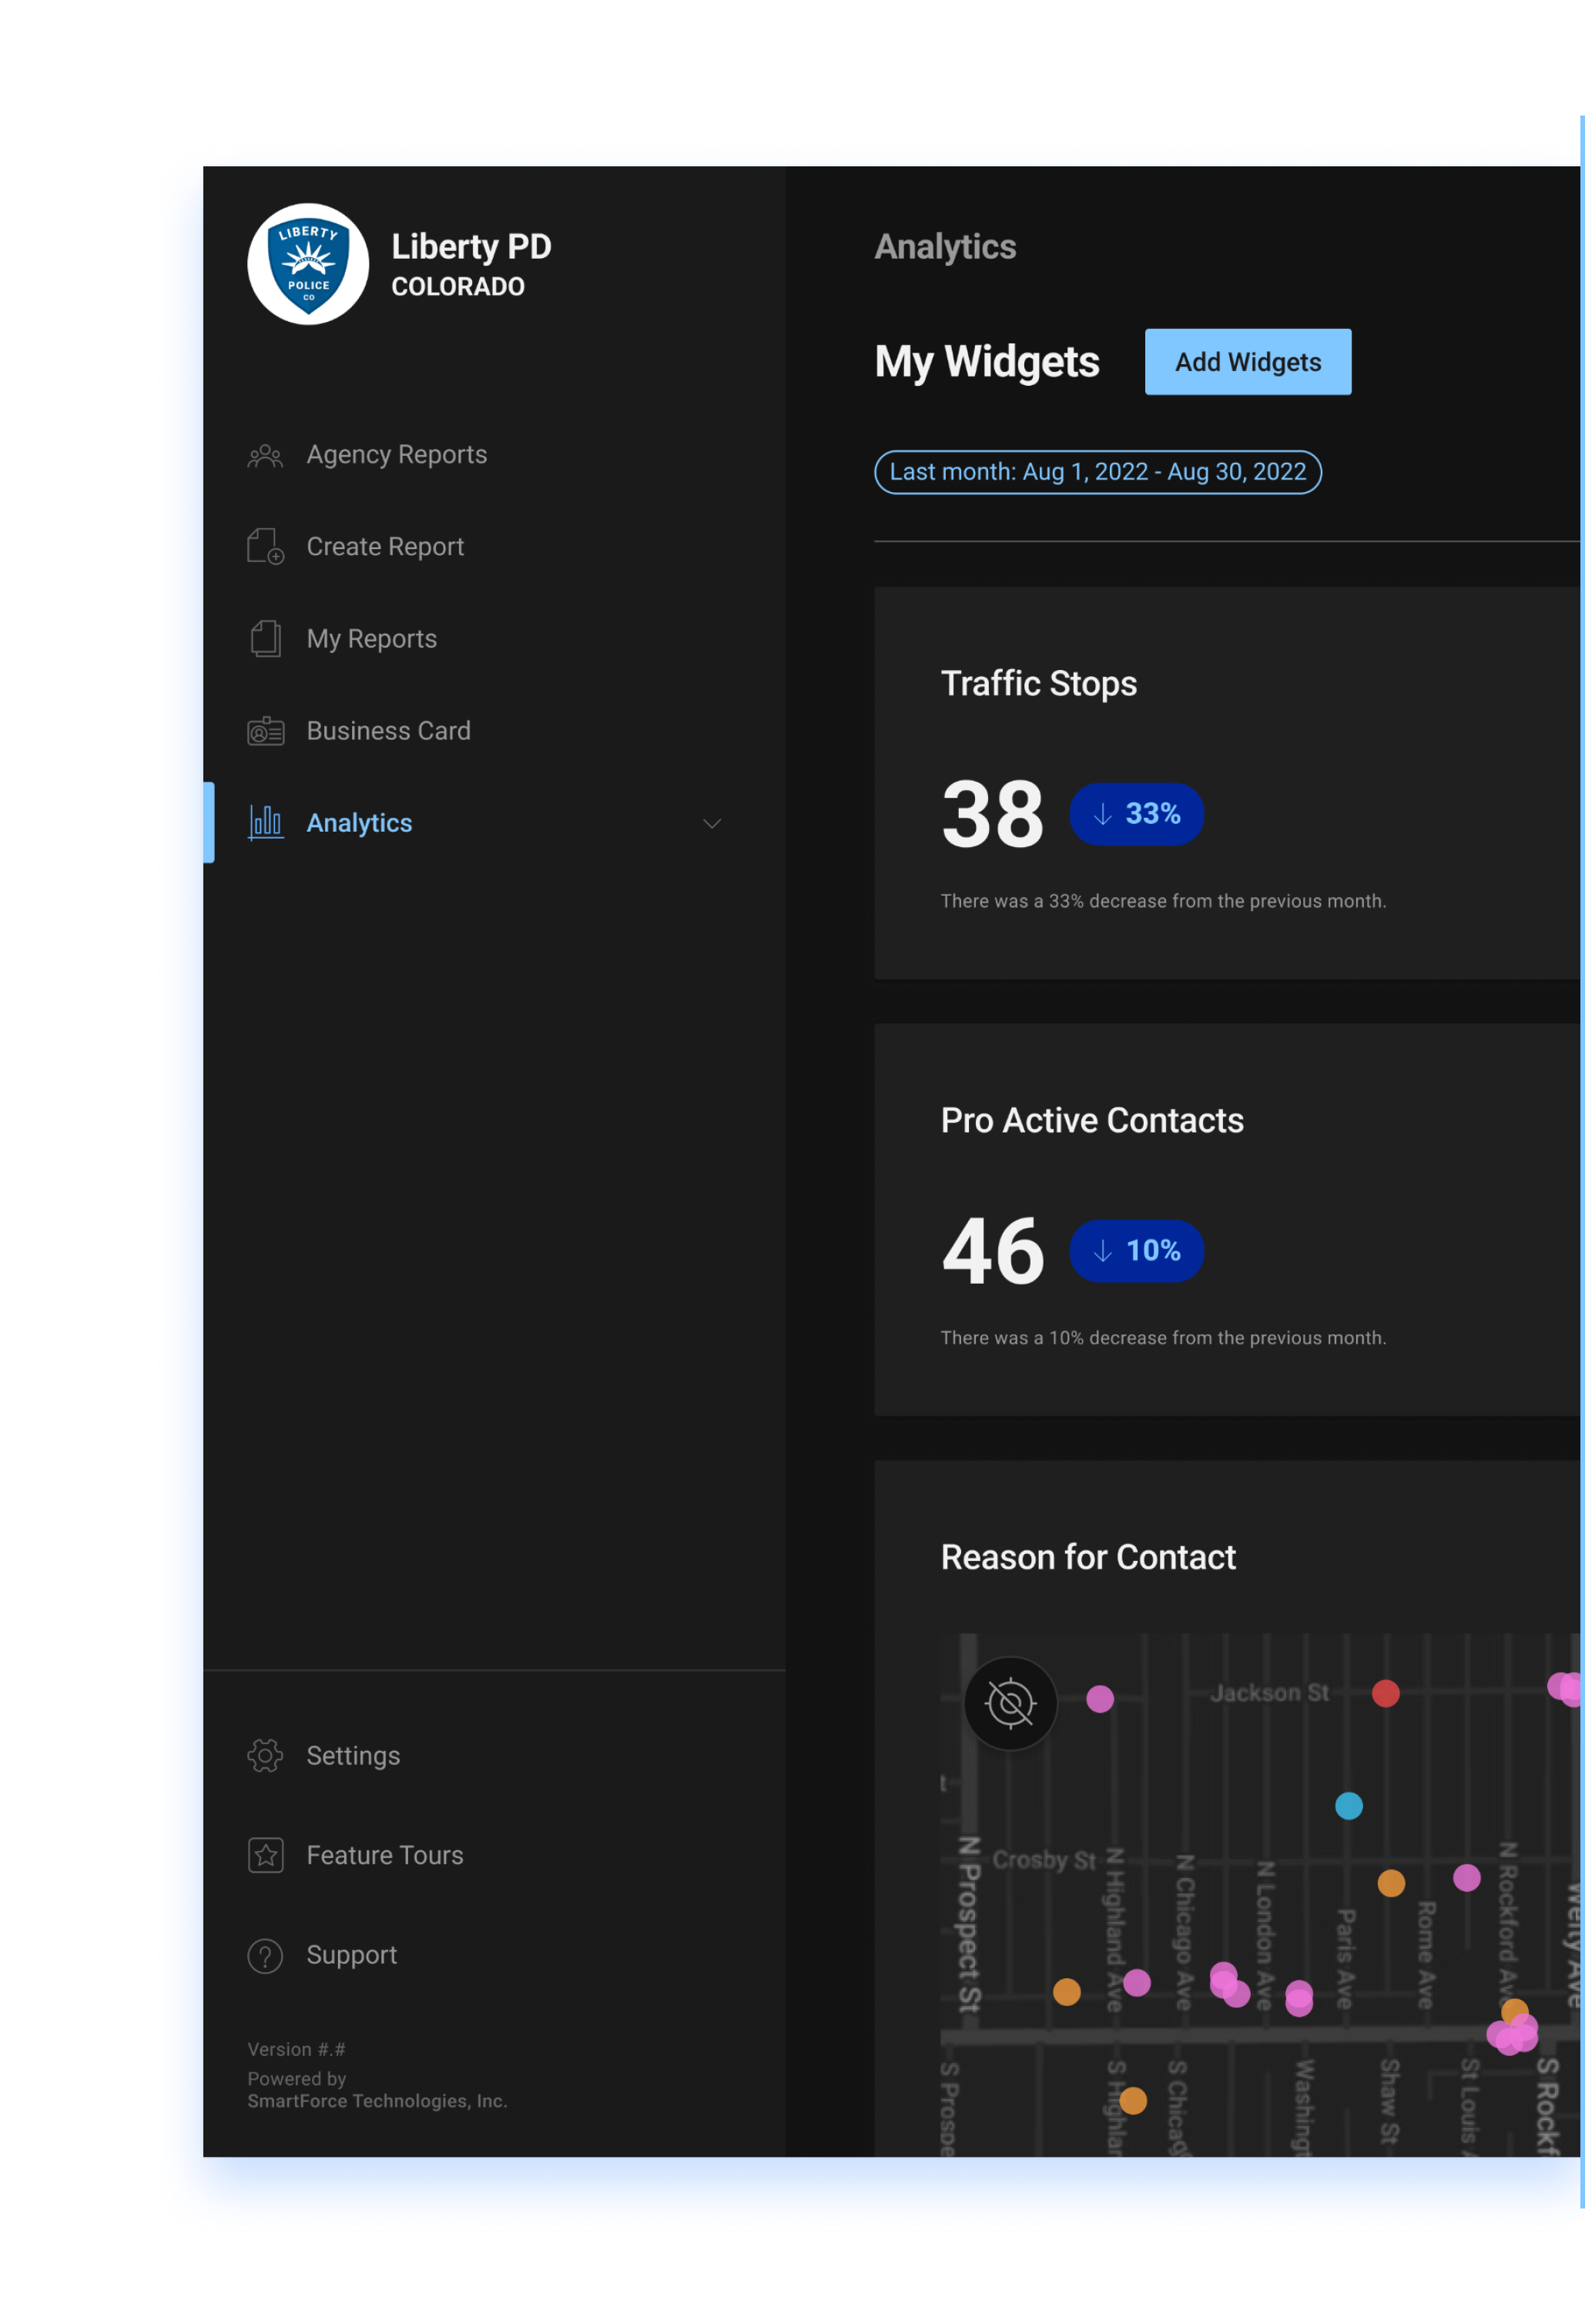 LIBERTY
POLICE
CO
Liberty PD
COLORADO
Agency Reports
Create Report
My Reports
Business Card
Analytics
Settings
Feature Tours
Support
Version #.#
Powered by
SmartForce Technologies, Inc.
Analytics
My Widgets
Add Widgets
Last month: Aug 1, 2022 - Aug 30, 2022
Traffic Stops
38
33%
There was a 33% decrease from the previous month.
Pro Active Contacts
46
10%
There was a 10% decrease from the previous month.
Reason for Contact
Jackson St
Crosby St
N Prospect St
N Highland Ave
N Chicago Ave
N London Ave
Paris Ave
Rome Ave
N Rockford Ave
Welty Ave
S Prospe
S Highlan
S Chicag
Washingt
Shaw St
St Louis
S Rockf